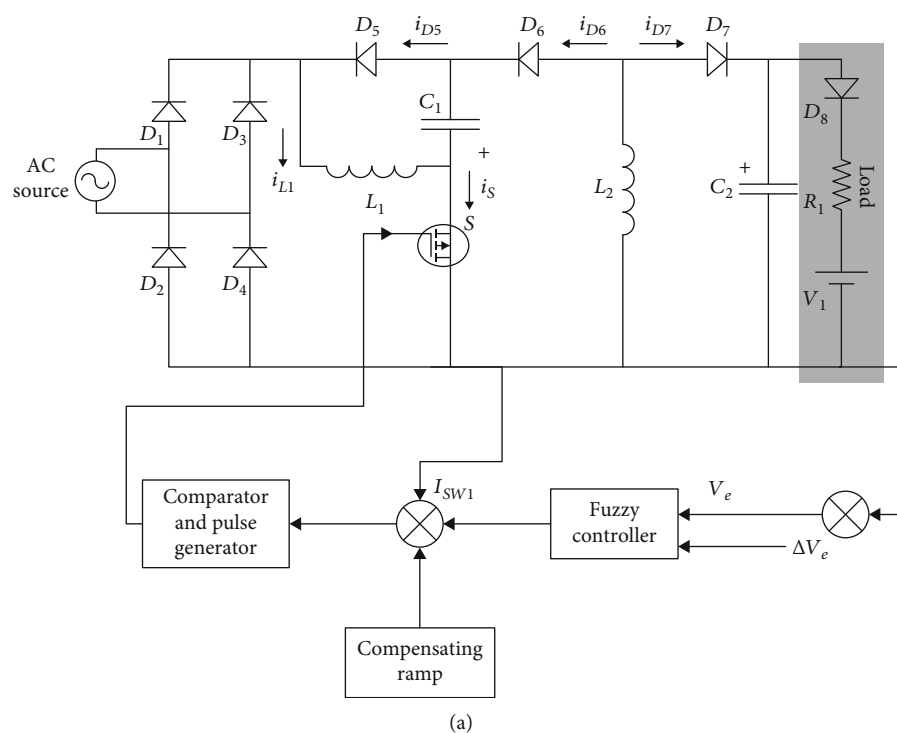 D5
iD5
D6
iD6
iD7
D7
D1
D3
C1
D8
AC
source
iL1
+
iS
L1
S
L2
+
C2
R1
Load
D2
D4
V1
ISW1
Ve
Comparator
and pulse
generator
Fuzzy
controller
ΔVe
Compensating
ramp
(a)